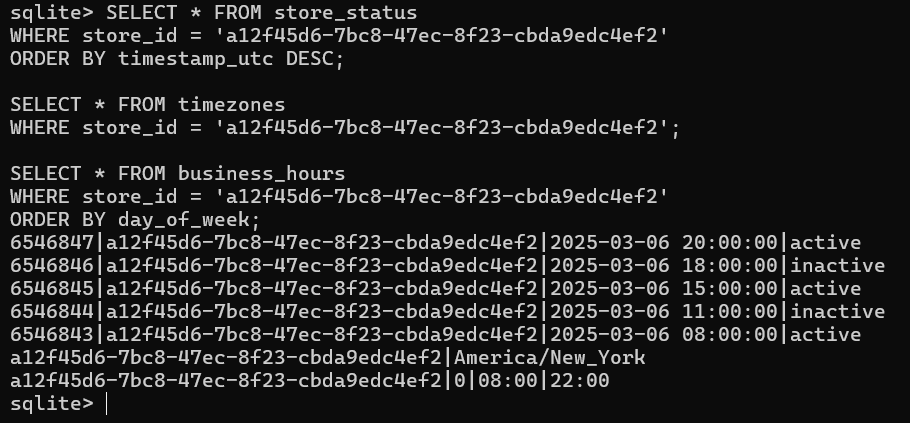 sqlite> SELECT * FROM store_status
WHERE store_id = 'a12f45d6-7bc8-47ec-8f23-cbda9edc4ef2'
ORDER BY timestamp_utc DESC;

SELECT * FROM timezones
WHERE store_id = 'a12f45d6-7bc8-47ec-8f23-cbda9edc4ef2';

SELECT * FROM business_hours
WHERE store_id = 'a12f45d6-7bc8-47ec-8f23-cbda9edc4ef2'
ORDER BY day_of_week;
6546847|a12f45d6-7bc8-47ec-8f23-cbda9edc4ef2|2025-03-06 20:00:00|active
6546846|a12f45d6-7bc8-47ec-8f23-cbda9edc4ef2|2025-03-06 18:00:00|inactive
6546845|a12f45d6-7bc8-47ec-8f23-cbda9edc4ef2|2025-03-06 15:00:00|active
6546844|a12f45d6-7bc8-47ec-8f23-cbda9edc4ef2|2025-03-06 11:00:00|inactive
6546843|a12f45d6-7bc8-47ec-8f23-cbda9edc4ef2|2025-03-06 08:00:00|active
a12f45d6-7bc8-47ec-8f23-cbda9edc4ef2|America/New_York
a12f45d6-7bc8-47ec-8f23-cbda9edc4ef2|0|08:00|22:00
sqlite>